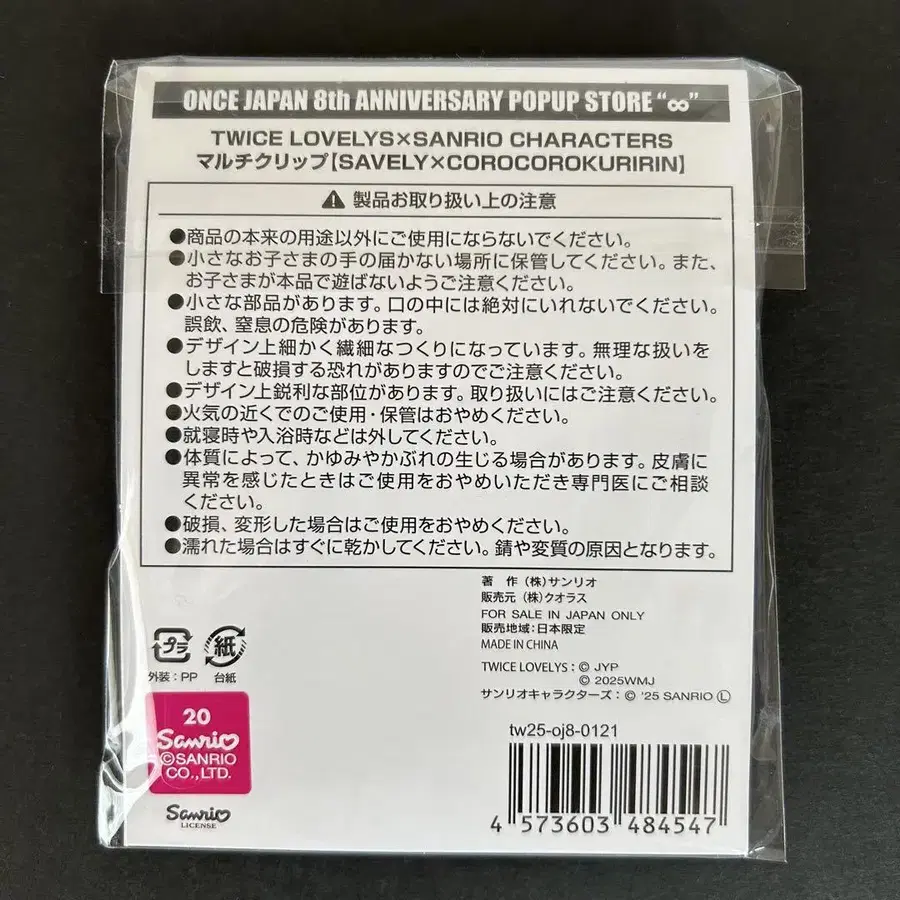 ONCE JAPAN 8th ANNIVERSARY POPUP STORE “∞”
TWICE LOVELYS×SANRIO CHARACTERS
マルチクリップ【SAVELY×COROCOROKURIRIN】
⚠ 製品お取り扱い上の注意
●商品の本来の用途以外にご使用にならないでください。
●小さなお子さまの手の届かない場所に保管してください。また、
お子さまが本品で遊ばないようご注意ください。
●小さな部品があります。口の中には絶対にいれないでください。
誤飲、窒息の危険があります。
●デザイン上細かく繊細なつくりになっています。無理な扱いを
しますと破損する恐れがありますのでご注意ください。
●デザイン上鋭利な部位があります。取り扱いにはご注意ください。
●火気の近くでのご使用・保管はおやめください。
●就寝時や入浴時などは外してください。
●体質によって、かゆみやかぶれの生じる場合があります。皮膚に
異常を感じたときはご使用をおやめいただき専門医にご相談
ください。
●破損、変形した場合はご使用をおやめください。
●濡れた場合はすぐに乾かしてください。錆や変質の原因となります。
著 作 (株)サンリオ
販売元 (株)クオラス
FOR SALE IN JAPAN ONLY
販売地域:日本限定
MADE IN CHINA
TWICE LOVELYS:© JYP
© 2025WMJ
サンリオキャラクターズ:© '25 SANRIO Ⓛ
プラ
紙
外装:PP
台紙
20
Sanrio
©SANRIO
CO.,LTD.
Sanrio
LICENSE
tw25-oj8-0121
4 573603 484547